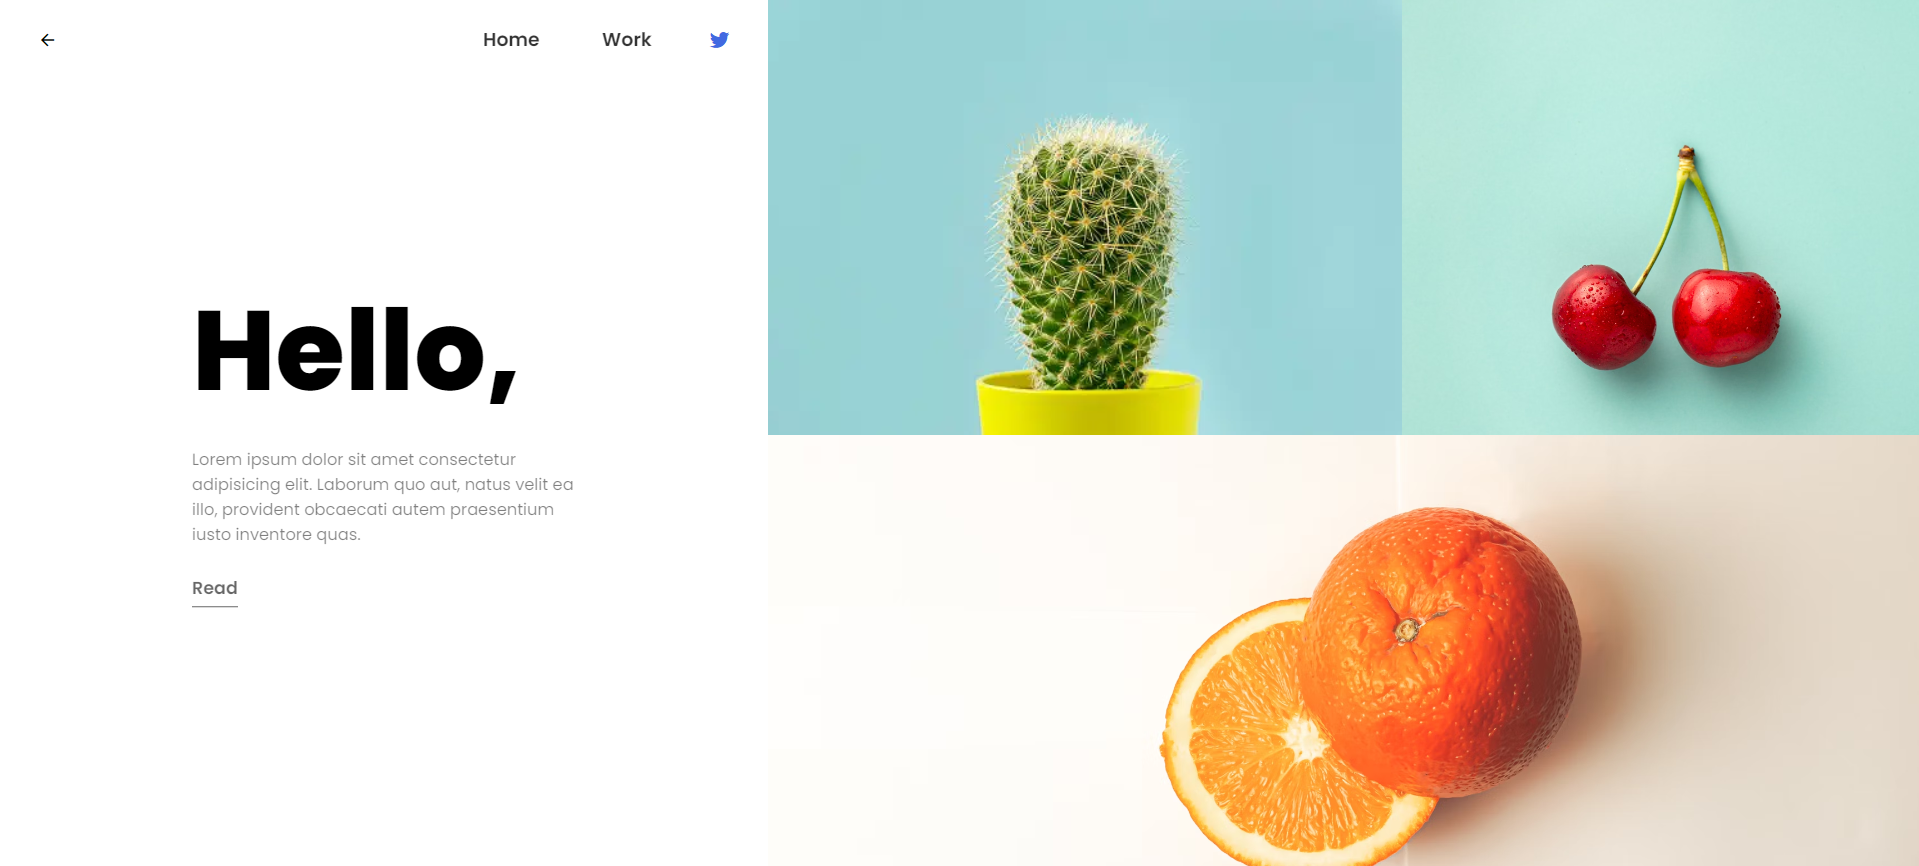 Home
Work
Hello,
Lorem ipsum dolor sit amet consectetur
adipisicing elit. Laborum quo aut, natus velit ea
illo, provident obcaecati autem praesentium
iusto inventore quas.
Read